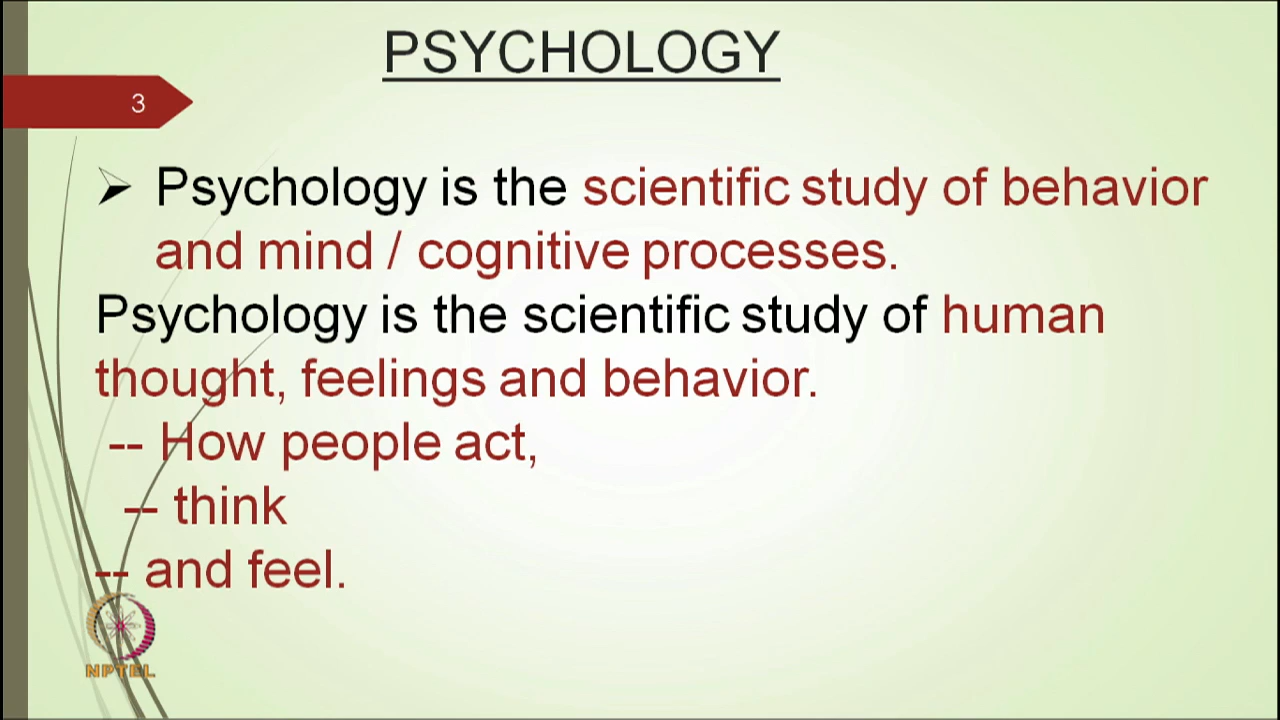 PSYCHOLOGY
3
Psychology is the scientific study of behavior
and mind / cognitive processes.
Psychology is the scientific study of human
thought, feelings and behavior.
-- How people act,
-- think
-- and feel.
NPTEL